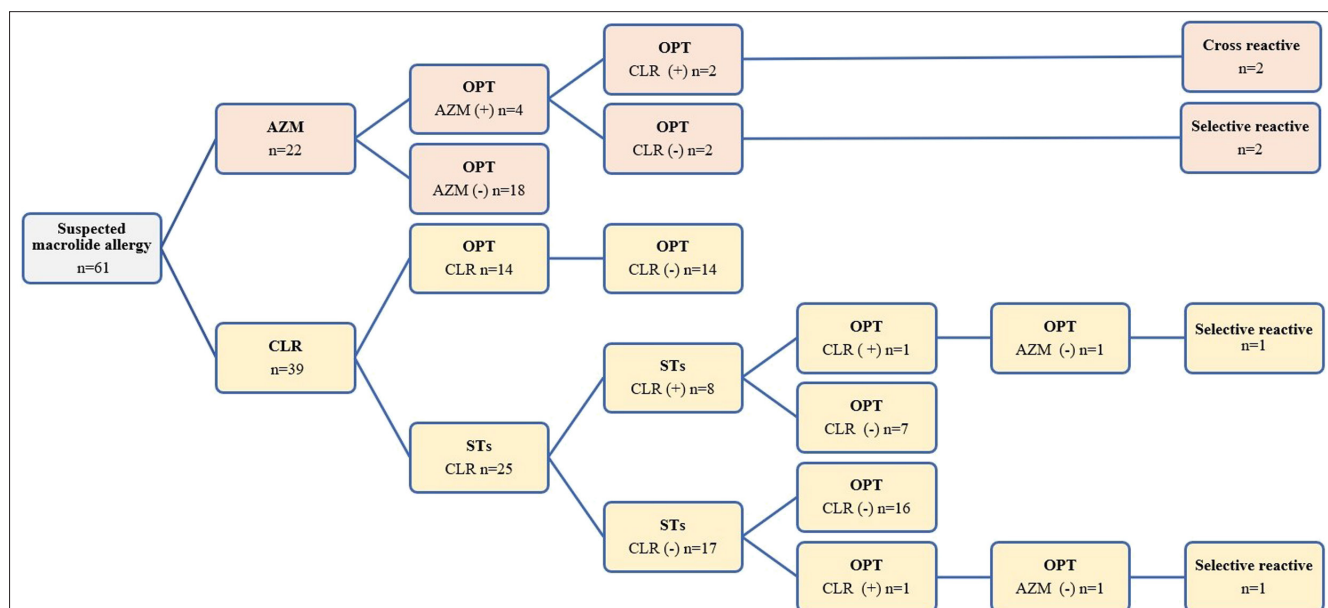 Suspected
macrolide allergy
n=61
AZM
n=22
OPT
AZM (+) n=4
OPT
AZM (-) n=18
OPT
CLR (+) n=2
OPT
CLR (-) n=2
Cross reactive
n=2
Selective reactive
n=2
CLR
n=39
OPT
CLR n=14
OPT
CLR (-) n=14
STs
CLR n=25
STs
CLR (+) n=8
OPT
CLR ( +) n=1
OPT
AZM (-) n=1
Selective reactive
n=1
OPT
CLR (-) n=7
STs
CLR (-) n=17
OPT
CLR (-) n=16
OPT
CLR (+) n=1
OPT
AZM (-) n=1
Selective reactive
n=1